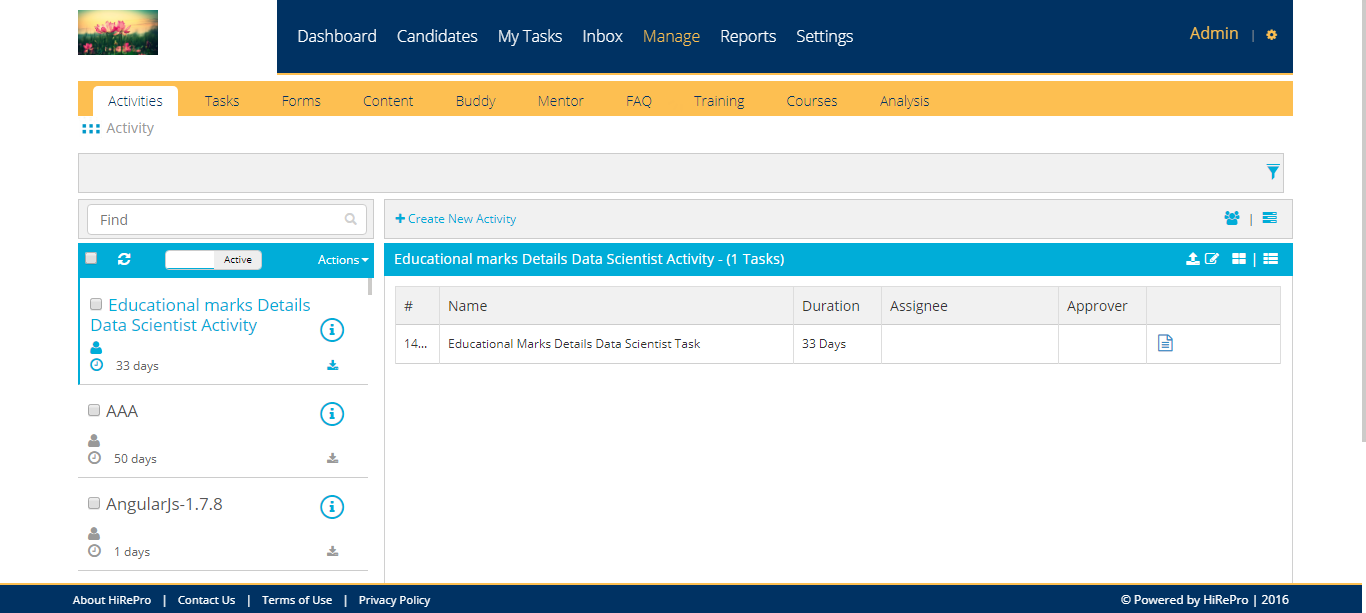 Dashboard Candidates My Tasks Inbox Manage Reports Settings Admin |
Activities Tasks Forms Content Buddy Mentor FAQ Training Courses Analysis
Activity
Find
+ Create New Activity |
Active Actions
Educational marks Details Data Scientist Activity - (1 Tasks) |
Educational marks Details
Data Scientist Activity
33 days
AAA
50 days
AngularJs-1.7.8
1 days
# Name Duration Assignee Approver
14... Educational Marks Details Data Scientist Task 33 Days
About HiRePro | Contact Us | Terms of Use | Privacy Policy © Powered by HiRePro | 2016